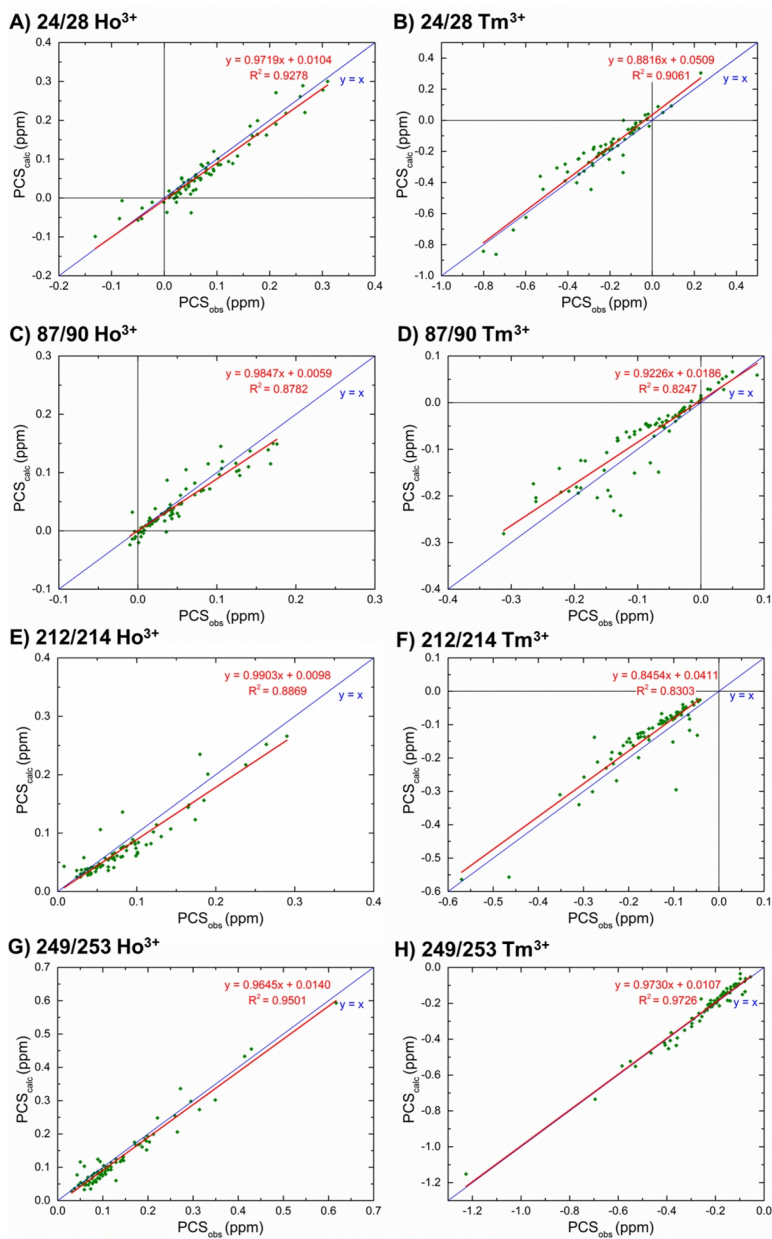 A) 24/28 Ho³⁺
0.4
0.3
0.2
0.1
0.0
-0.1
-0.2
-0.2 -0.1 0.0 0.1 0.2 0.3 0.4
PCScalc (ppm)
PCSobs (ppm)
y = 0.9719x + 0.0104
R² = 0.9278
y = x
B) 24/28 Tm³⁺
0.4
0.2
0.0
-0.2
-0.4
-0.6
-0.8
-1.0
-1.0 -0.8 -0.6 -0.4 -0.2 0.0 0.2 0.4
PCScalc (ppm)
PCSobs (ppm)
y = 0.8816x + 0.0509
R² = 0.9061
y = x
C) 87/90 Ho³⁺
0.3
0.2
0.1
0.0
-0.1
-0.1 0.0 0.1 0.2 0.3
PCScalc (ppm)
PCSobs (ppm)
y = 0.9847x + 0.0059
R² = 0.8782
y = x
D) 87/90 Tm³⁺
0.1
0.0
-0.1
-0.2
-0.3
-0.4
-0.4 -0.3 -0.2 -0.1 0.0 0.1
PCScalc (ppm)
PCSobs (ppm)
y = 0.9226x + 0.0186
R² = 0.8247
y = x
E) 212/214 Ho³⁺
0.4
0.3
0.2
0.1
0.0
0.0 0.1 0.2 0.3 0.4
PCScalc (ppm)
PCSobs (ppm)
y = 0.9903x + 0.0098
R² = 0.8869
y = x
F) 212/214 Tm³⁺
0.1
0.0
-0.1
-0.2
-0.3
-0.4
-0.5
-0.6
-0.6 -0.5 -0.4 -0.3 -0.2 -0.1 0.0 0.1
PCScalc (ppm)
PCSobs (ppm)
y = 0.8454x + 0.0411
R² = 0.8303
y = x
G) 249/253 Ho³⁺
0.7
0.6
0.5
0.4
0.3
0.2
0.1
0.0
0.0 0.1 0.2 0.3 0.4 0.5 0.6 0.7
PCScalc (ppm)
PCSobs (ppm)
y = 0.9645x + 0.0140
R² = 0.9501
y = x
H) 249/253 Tm³⁺
0.0
-0.2
-0.4
-0.6
-0.8
-1.0
-1.2
-1.2 -1.0 -0.8 -0.6 -0.4 -0.2 0.0
PCScalc (ppm)
PCSobs (ppm)
y = 0.9730x + 0.0107
R² = 0.9726
y = x